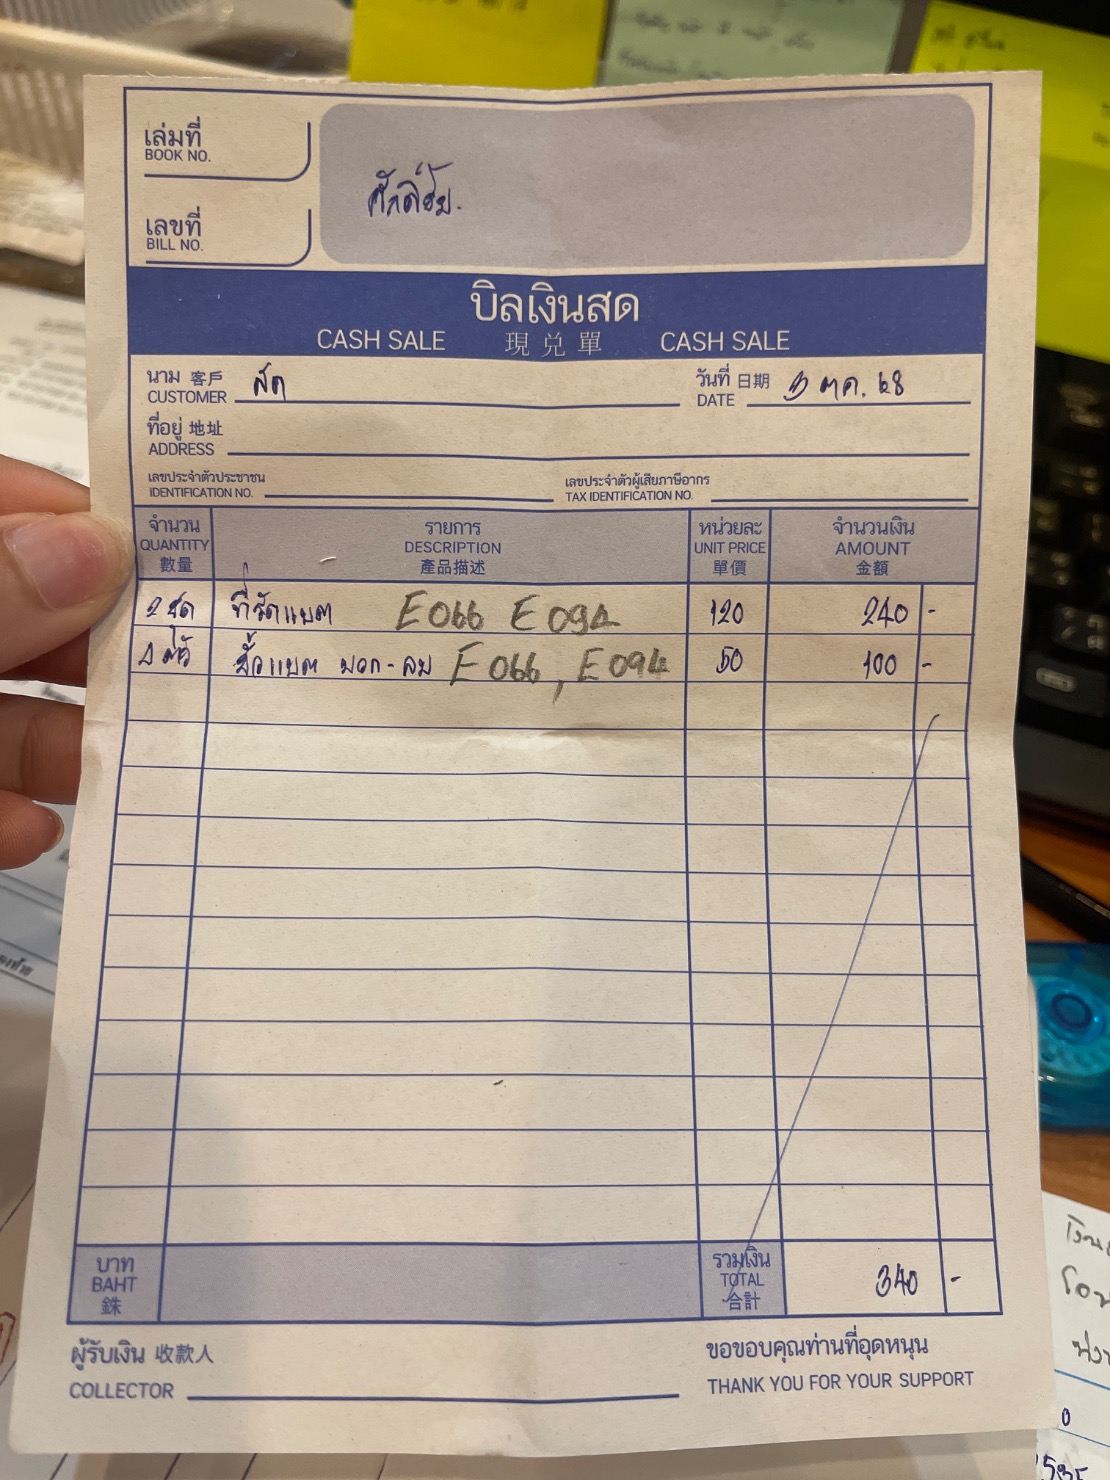 เล่มที่
BOOK NO.
เลขที่
BILL NO.
ศักดิ์ชัย.
บิลเงินสด
CASH SALE 現兌單 CASH SALE
นาม 客戶 สด วันที่ 日期 3 ตค. 68
CUSTOMER DATE
ที่อยู่ 地址
ADDRESS
เลขประจำตัวประชาชน เลขประจำตัวผู้เสียภาษีอากร
IDENTIFICATION NO. TAX IDENTIFICATION NO.
จำนวน รายการ หน่วยละ จำนวนเงิน
QUANTITY DESCRIPTION UNIT PRICE AMOUNT
數量 產品描述 單價 金額
2 ชุด ที่รัดแบต E066 E094 120 240 -
ขั้วแบต บวก-ลบ E066, E094 50 100 -
บาท รวมเงิน
BAHT TOTAL 340 -
銖 合計
ผู้รับเงิน 收款人 ขอขอบคุณท่านที่อุดหนุน
COLLECTOR THANK YOU FOR YOUR SUPPORT